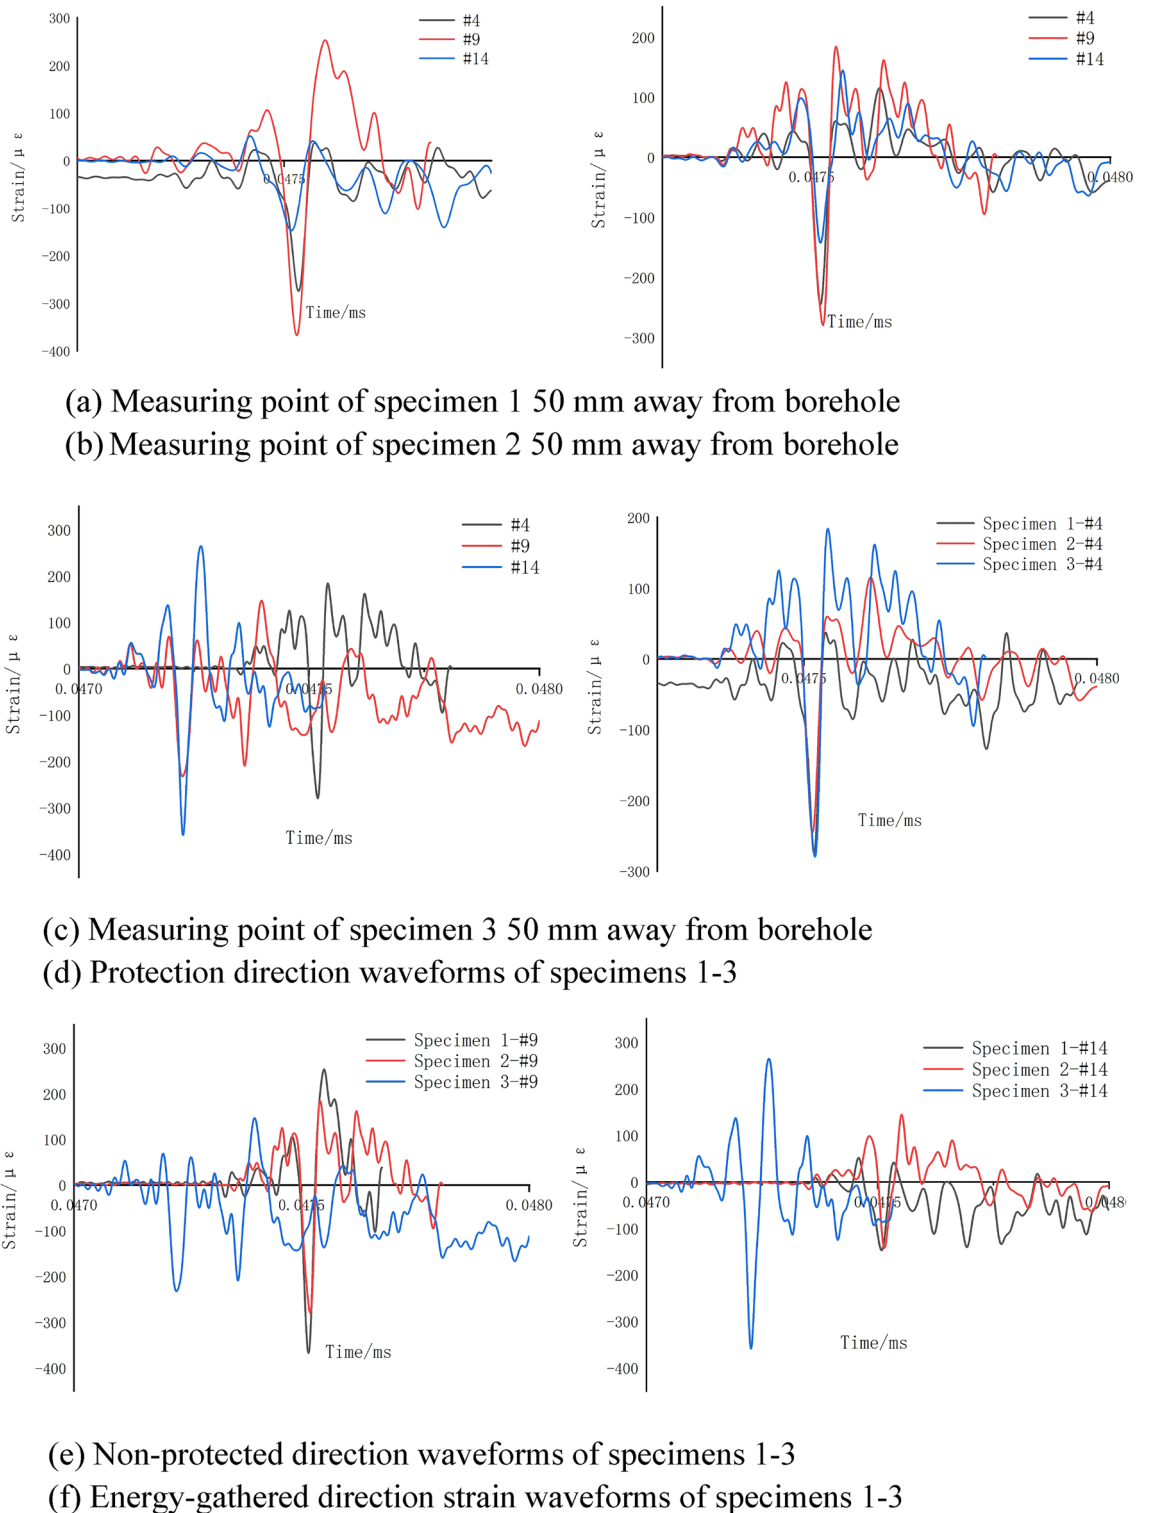 300
200
100
0
-100
-200
-300
-400
Strain/μ ε
0.0475
Time/ms
#4
#9
#14
200
100
0
-100
-200
-300
Strain/μ ε
0.0475
0.0480
Time/ms
#4
#9
#14
(a) Measuring point of specimen 1 50 mm away from borehole
(b) Measuring point of specimen 2 50 mm away from borehole
300
200
100
0
-100
-200
-300
-400
Strain/μ ε
0.0470
0.0475
0.0480
Time/ms
#4
#9
#14
200
100
0
-100
-200
-300
Strain/μ ε
0.0475
0.0480
Time/ms
Specimen 1-#4
Specimen 2-#4
Specimen 3-#4
(c) Measuring point of specimen 3 50 mm away from borehole
(d) Protection direction waveforms of specimens 1-3
300
200
100
0
-100
-200
-300
-400
Strain/μ ε
0.0470
0.0475
0.0480
Time/ms
Specimen 1-#9
Specimen 2-#9
Specimen 3-#9
300
200
100
0
-100
-200
-300
-400
Strain/μ ε
0.0470
0.0475
0.048
Time/ms
Specimen 1-#14
Specimen 2-#14
Specimen 3-#14
(e) Non-protected direction waveforms of specimens 1-3
(f) Energy-gathered direction strain waveforms of specimens 1-3